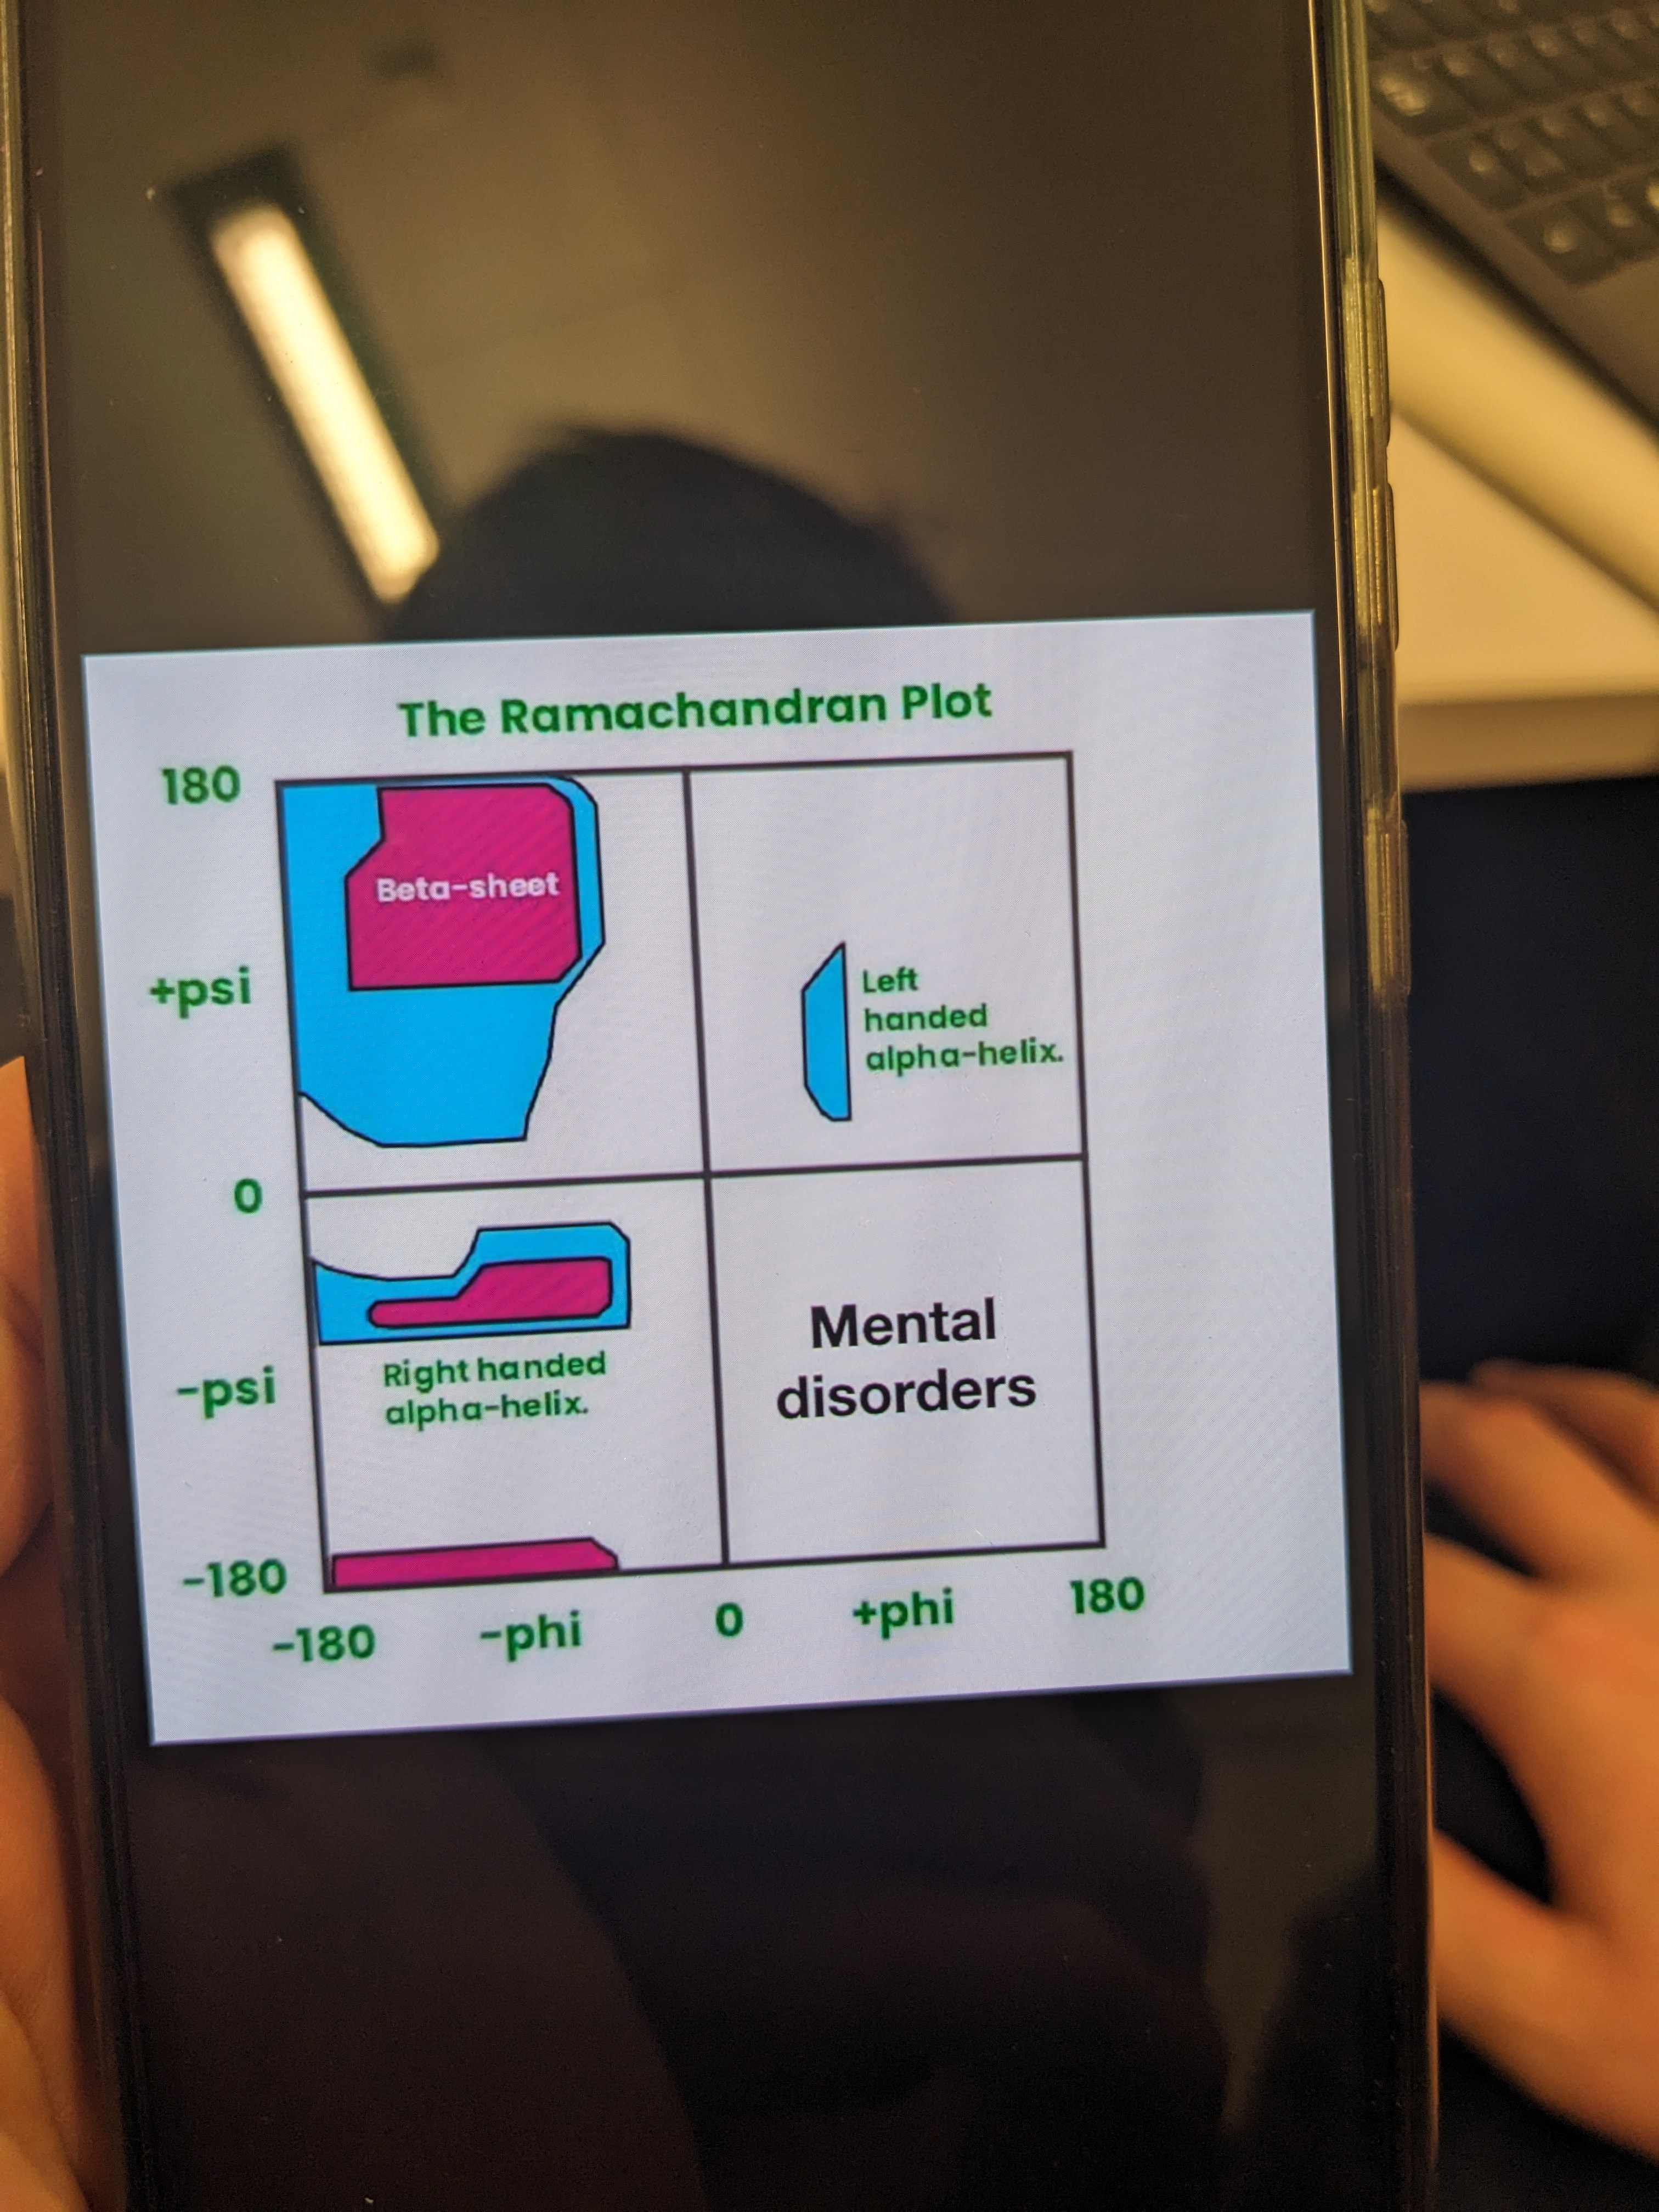 The Ramachandran Plot
180
Beta-sheet
+psi
Left
handed
alpha-helix.
0
Right handed
alpha-helix.
-psi
Mental
disorders
-180
-180
-phi
0
+phi
180